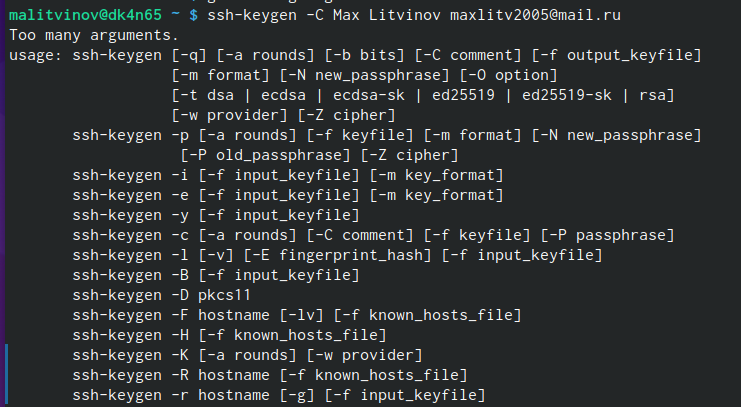 malitvinov@dk4n65 ~ $ ssh-keygen -C Max Litvinov maxlitv2005@mail.ru
Too many arguments.
usage: ssh-keygen [-q] [-a rounds] [-b bits] [-C comment] [-f output_keyfile]
                  [-m format] [-N new_passphrase] [-O option]
                  [-t dsa | ecdsa | ecdsa-sk | ed25519 | ed25519-sk | rsa]
                  [-w provider] [-Z cipher]
       ssh-keygen -p [-a rounds] [-f keyfile] [-m format] [-N new_passphrase]
                   [-P old_passphrase] [-Z cipher]
       ssh-keygen -i [-f input_keyfile] [-m key_format]
       ssh-keygen -e [-f input_keyfile] [-m key_format]
       ssh-keygen -y [-f input_keyfile]
       ssh-keygen -c [-a rounds] [-C comment] [-f keyfile] [-P passphrase]
       ssh-keygen -l [-v] [-E fingerprint_hash] [-f input_keyfile]
       ssh-keygen -B [-f input_keyfile]
       ssh-keygen -D pkcs11
       ssh-keygen -F hostname [-lv] [-f known_hosts_file]
       ssh-keygen -H [-f known_hosts_file]
       ssh-keygen -K [-a rounds] [-w provider]
       ssh-keygen -R hostname [-f known_hosts_file]
       ssh-keygen -r hostname [-g] [-f input_keyfile]